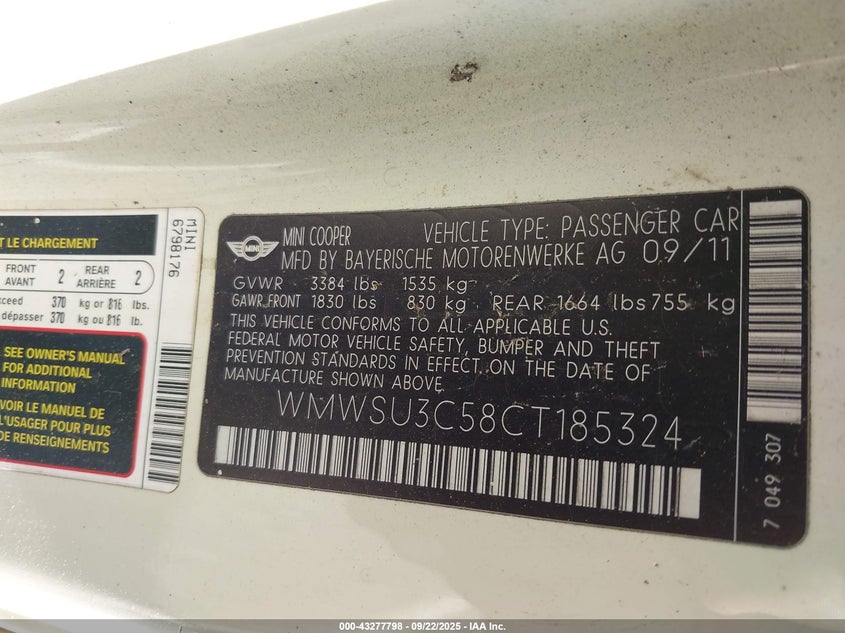 MINI
6798176
T LE CHARGEMENT
FRONT
AVANT
2
REAR
ARRIÈRE
2
xceed 370 kg or 816 lbs.
dépasser 370 kg ou 816 lb.
SEE OWNER'S MANUAL
FOR ADDITIONAL
INFORMATION
VOIR LE MANUEL DE
L'USAGER POUR PLUS
DE RENSEIGNEMENTS
MINI
MINI COOPER VEHICLE TYPE: PASSENGER CAR
MFD BY BAYERISCHE MOTORENWERKE AG 09/11
GVWR 3384 lbs 1535 kg
GAWR FRONT 1830 lbs 830 kg REAR 1664 lbs 755 kg
THIS VEHICLE CONFORMS TO ALL APPLICABLE U.S.
FEDERAL MOTOR VEHICLE SAFETY, BUMPER AND THEFT
PREVENTION STANDARDS IN EFFECT ON THE DATE OF
MANUFACTURE SHOWN ABOVE
WMWSU3C58CT185324
7 049 307
000-43277798 - 09/22/2025 - IAA Inc.